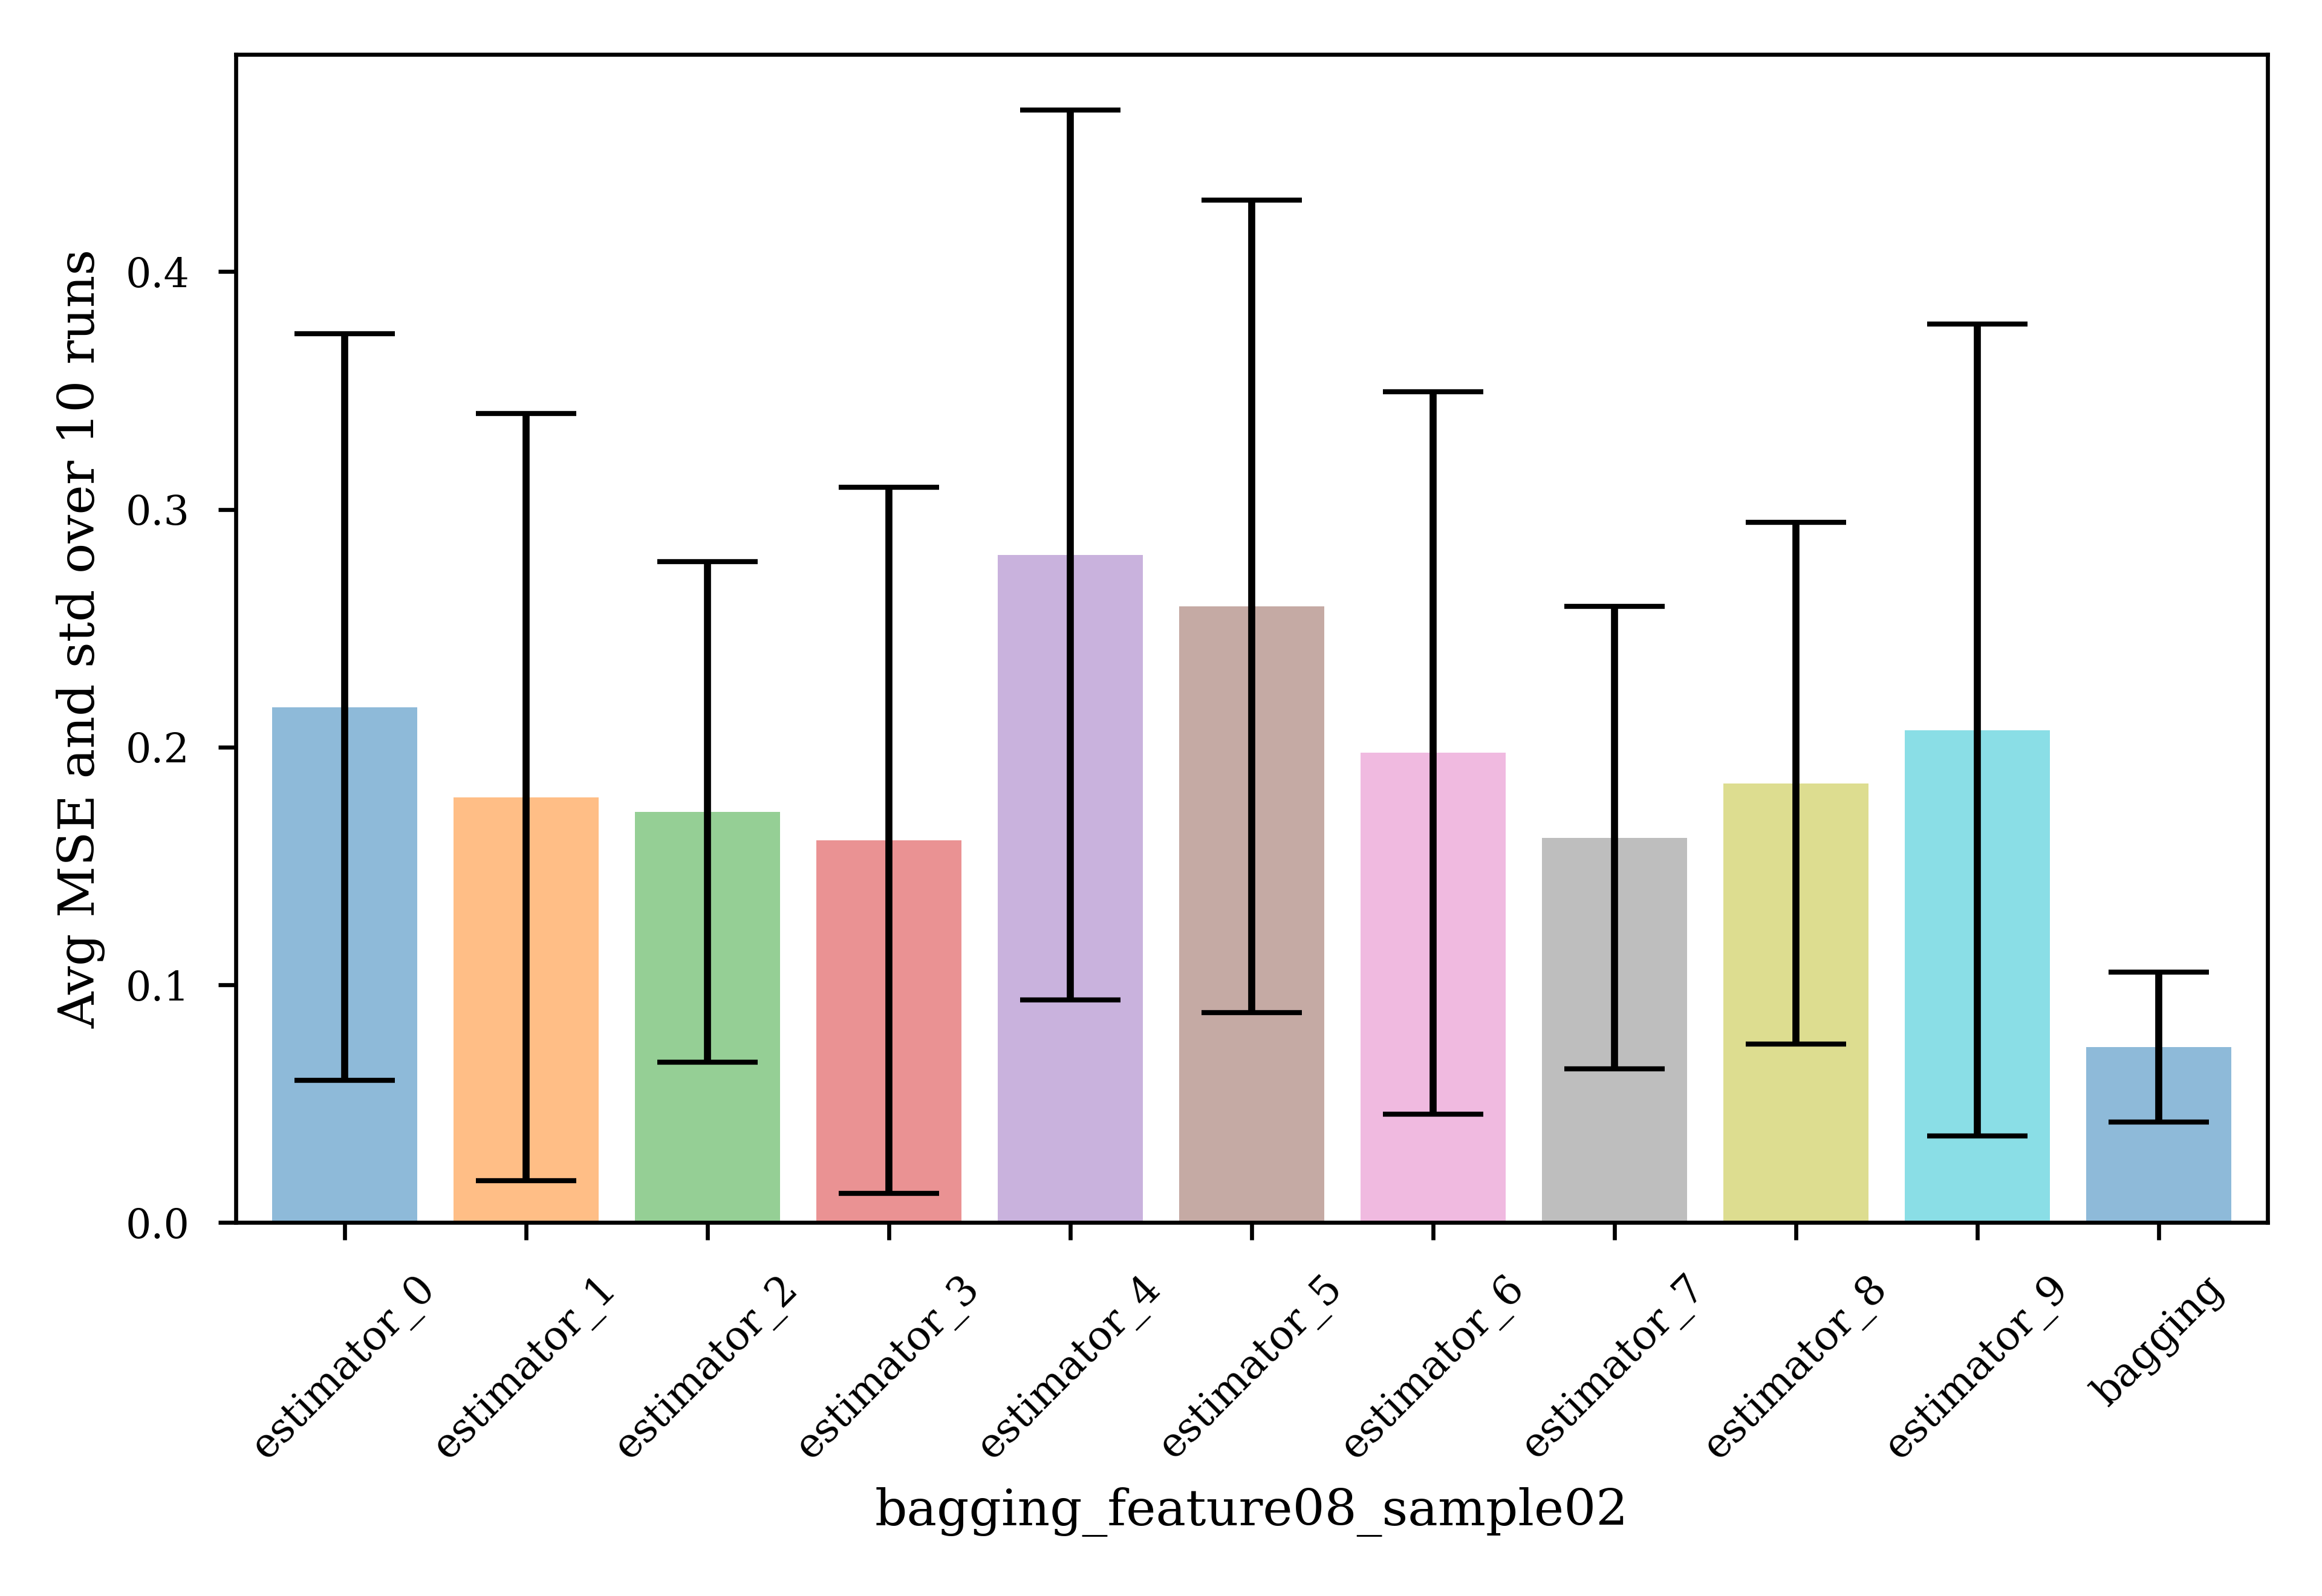 Avg MSE and std over 10 runs
0.4
0.3
0.2
0.1
0.0
estimator_0
estimator_1
estimator_2
estimator_3
estimator_4
estimator_5
estimator_6
estimator_7
estimator_8
estimator_9
bagging
bagging_feature08_sample02